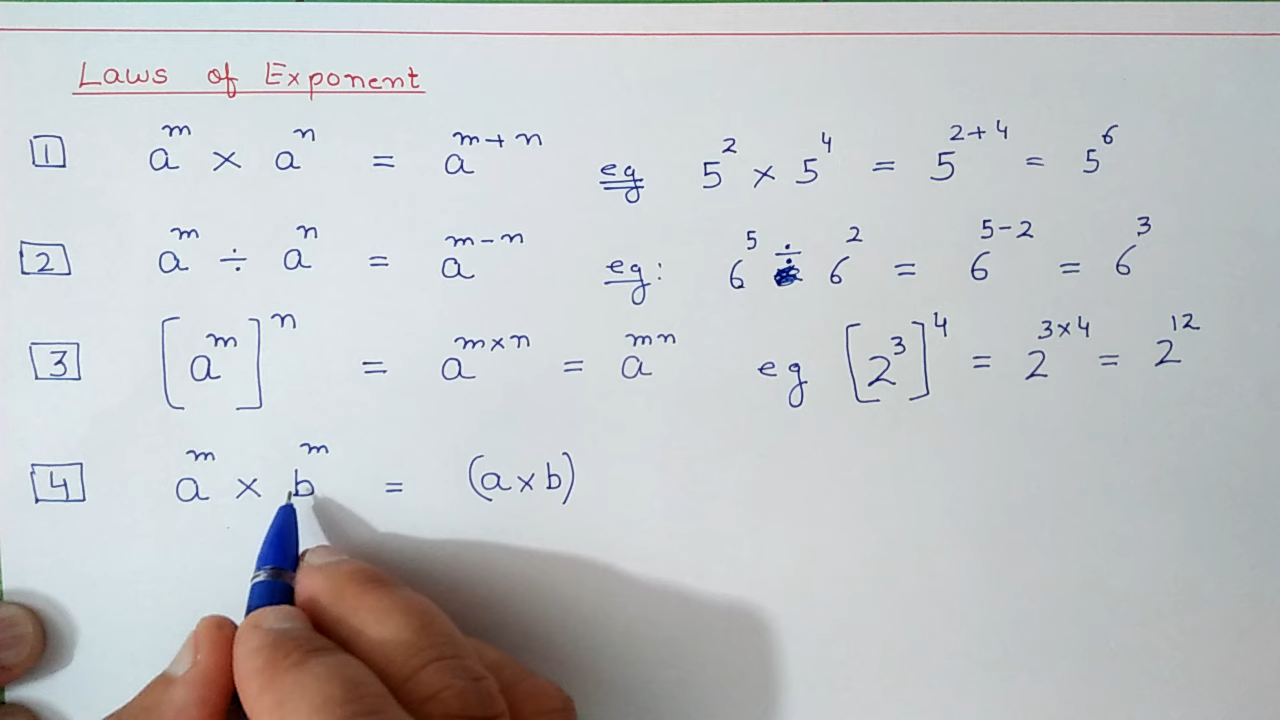 Laws of Exponent
1 a^m × a^n = a^(m+n) eg 5^2 × 5^4 = 5^(2+4) = 5^6
2 a^m ÷ a^n = a^(m-n) eg: 6^5 ÷ 6^2 = 6^(5-2) = 6^3
3 [a^m]^n = a^(m×n) = a^(mn) eg [2^3]^4 = 2^(3×4) = 2^12
4 a^m × b^m = (a×b)